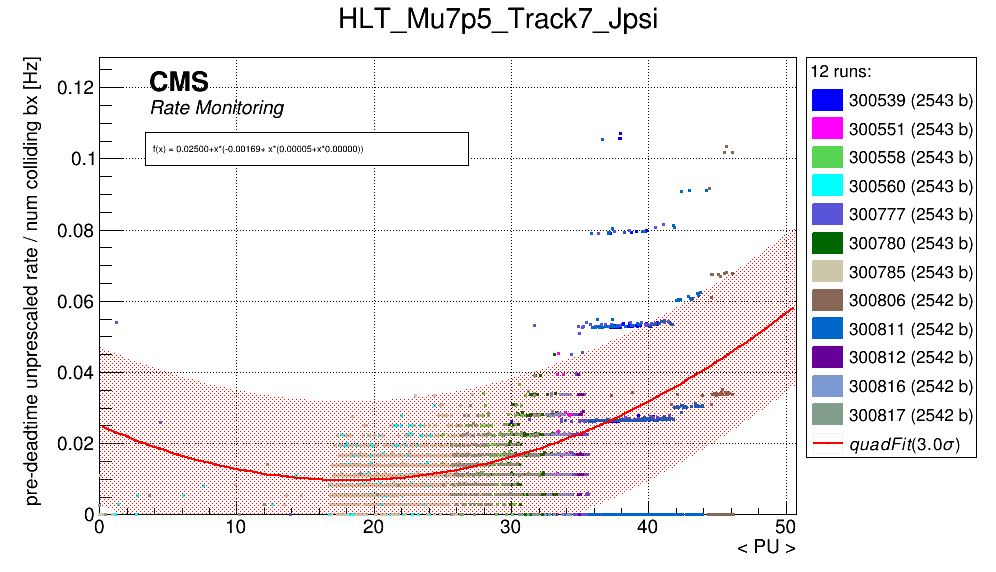 HLT_Mu7p5_Track7_Jpsi
pre-deadtime unprescaled rate / num colliding bx [Hz]
0.12
0.1
0.08
0.06
0.04
0.02
0
CMS
Rate Monitoring
f(x) = 0.02500+x*(-0.00169+ x*(0.00005+x*0.00000))
0 10 20 30 40 50
< PU >
12 runs:
300539 (2543 b)
300551 (2543 b)
300558 (2543 b)
300560 (2543 b)
300777 (2543 b)
300780 (2543 b)
300785 (2543 b)
300806 (2542 b)
300811 (2542 b)
300812 (2542 b)
300816 (2542 b)
300817 (2542 b)
quadFit(3.0σ)